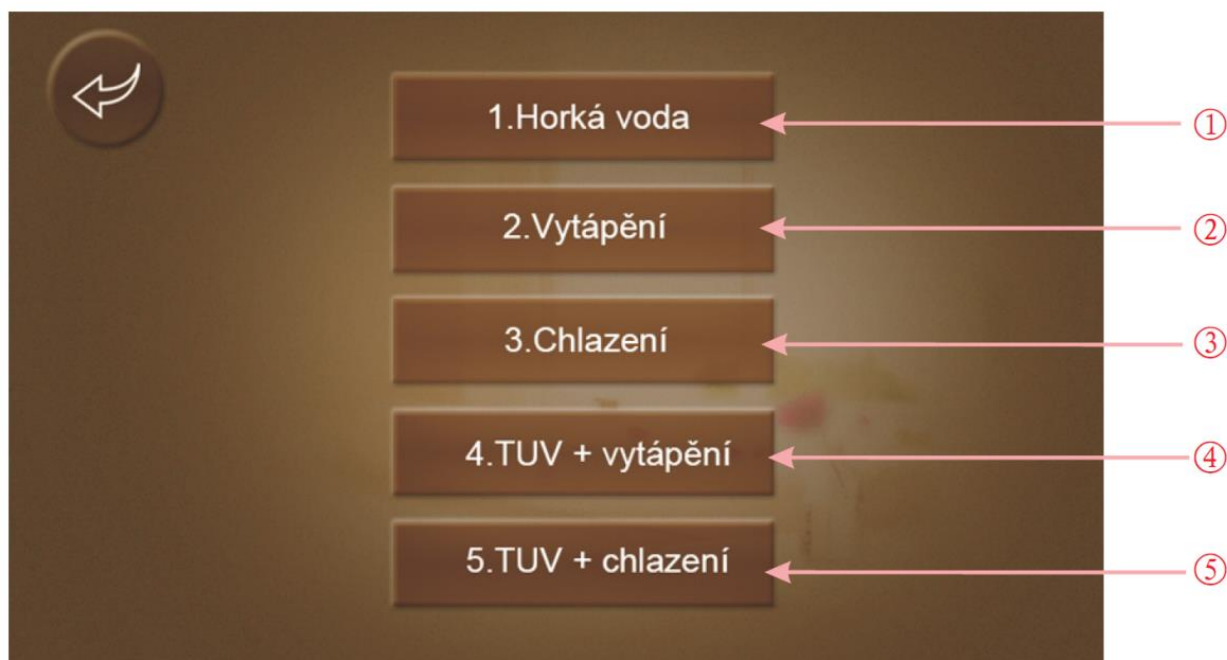 1.Horká voda ①
2.Vytápění ②
3.Chlazení ③
4.TUV + vytápění ④
5.TUV + chlazení ⑤